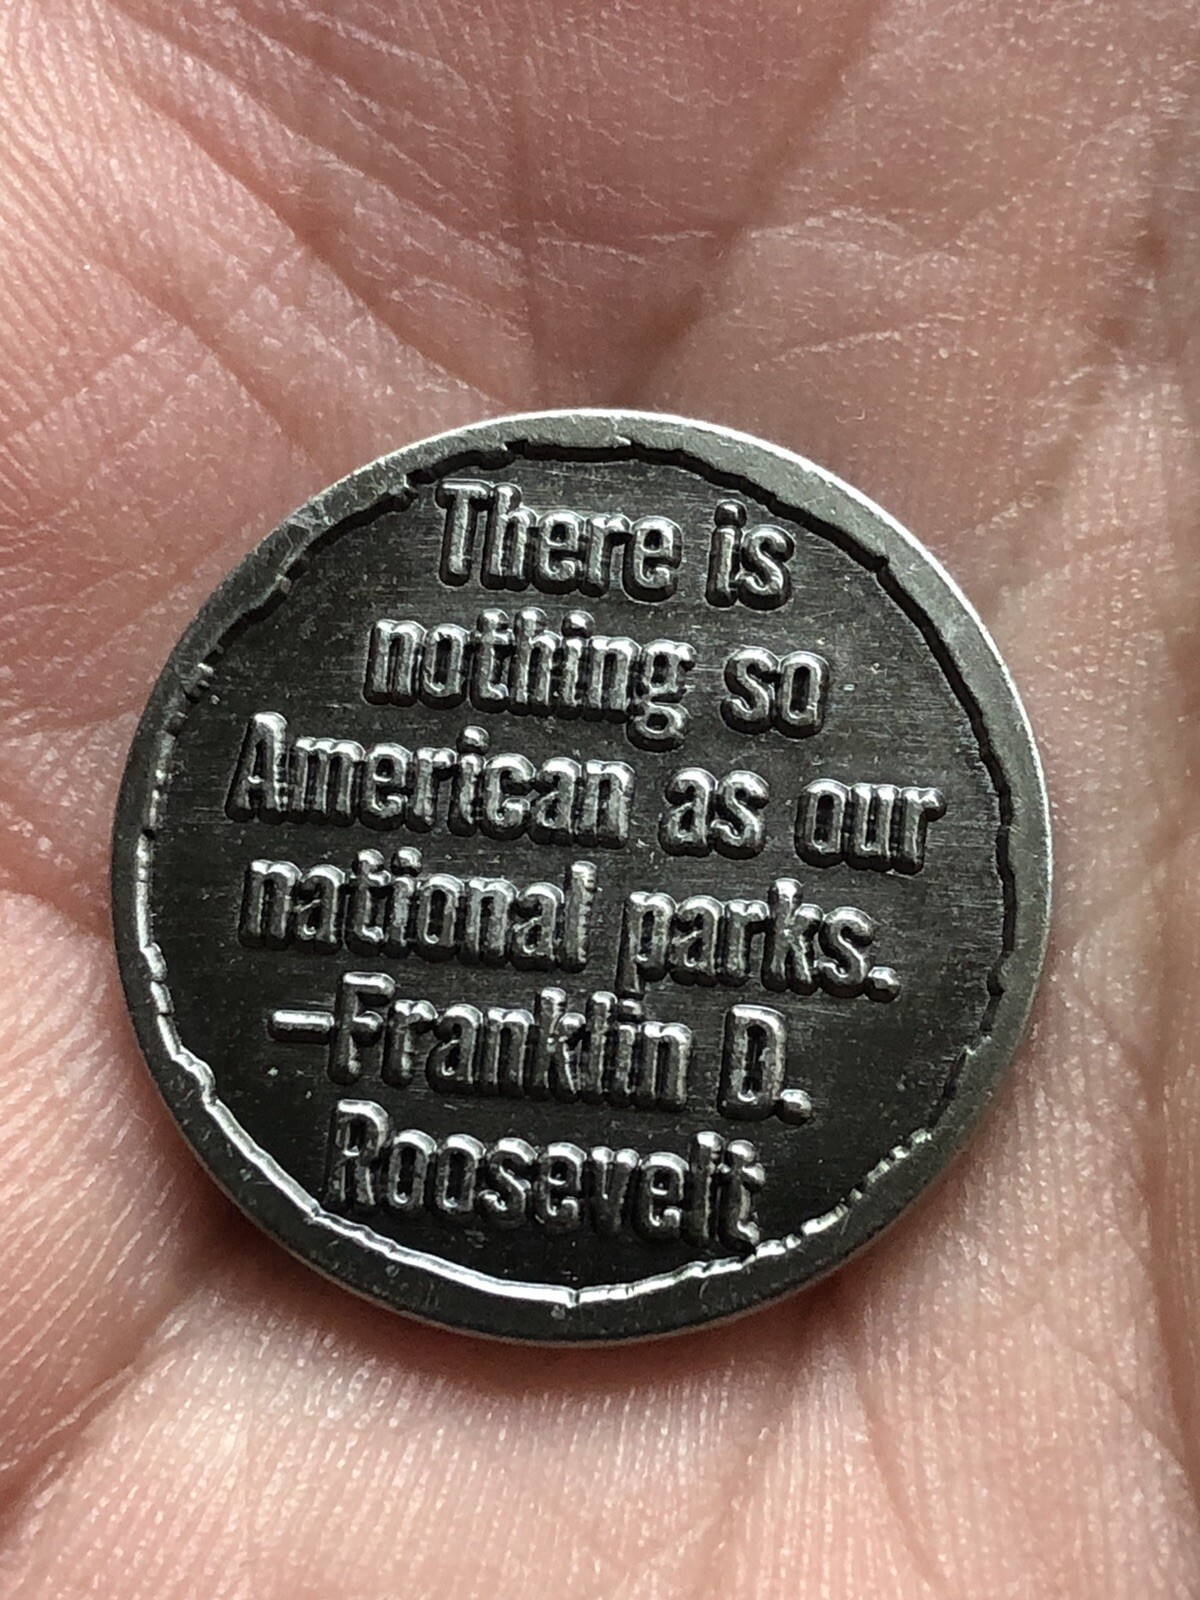 There is
nothing so
American as our
national parks.
–Franklin D.
Roosevelt